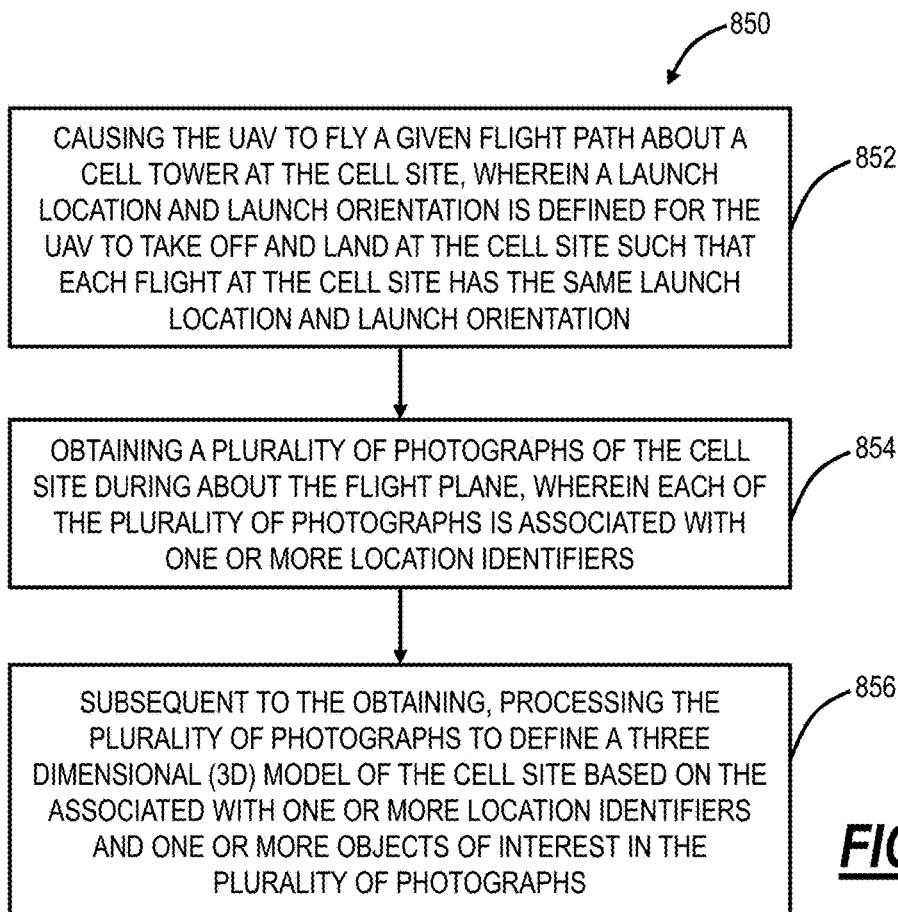 850
CAUSING THE UAV TO FLY A GIVEN FLIGHT PATH ABOUT A
CELL TOWER AT THE CELL SITE, WHEREIN A LAUNCH
LOCATION AND LAUNCH ORIENTATION IS DEFINED FOR THE
UAV TO TAKE OFF AND LAND AT THE CELL SITE SUCH THAT
EACH FLIGHT AT THE CELL SITE HAS THE SAME LAUNCH
LOCATION AND LAUNCH ORIENTATION
852
OBTAINING A PLURALITY OF PHOTOGRAPHS OF THE CELL
SITE DURING ABOUT THE FLIGHT PLANE, WHEREIN EACH OF
THE PLURALITY OF PHOTOGRAPHS IS ASSOCIATED WITH
ONE OR MORE LOCATION IDENTIFIERS
854
SUBSEQUENT TO THE OBTAINING, PROCESSING THE
PLURALITY OF PHOTOGRAPHS TO DEFINE A THREE
DIMENSIONAL (3D) MODEL OF THE CELL SITE BASED ON THE
ASSOCIATED WITH ONE OR MORE LOCATION IDENTIFIERS
AND ONE OR MORE OBJECTS OF INTEREST IN THE
PLURALITY OF PHOTOGRAPHS
856